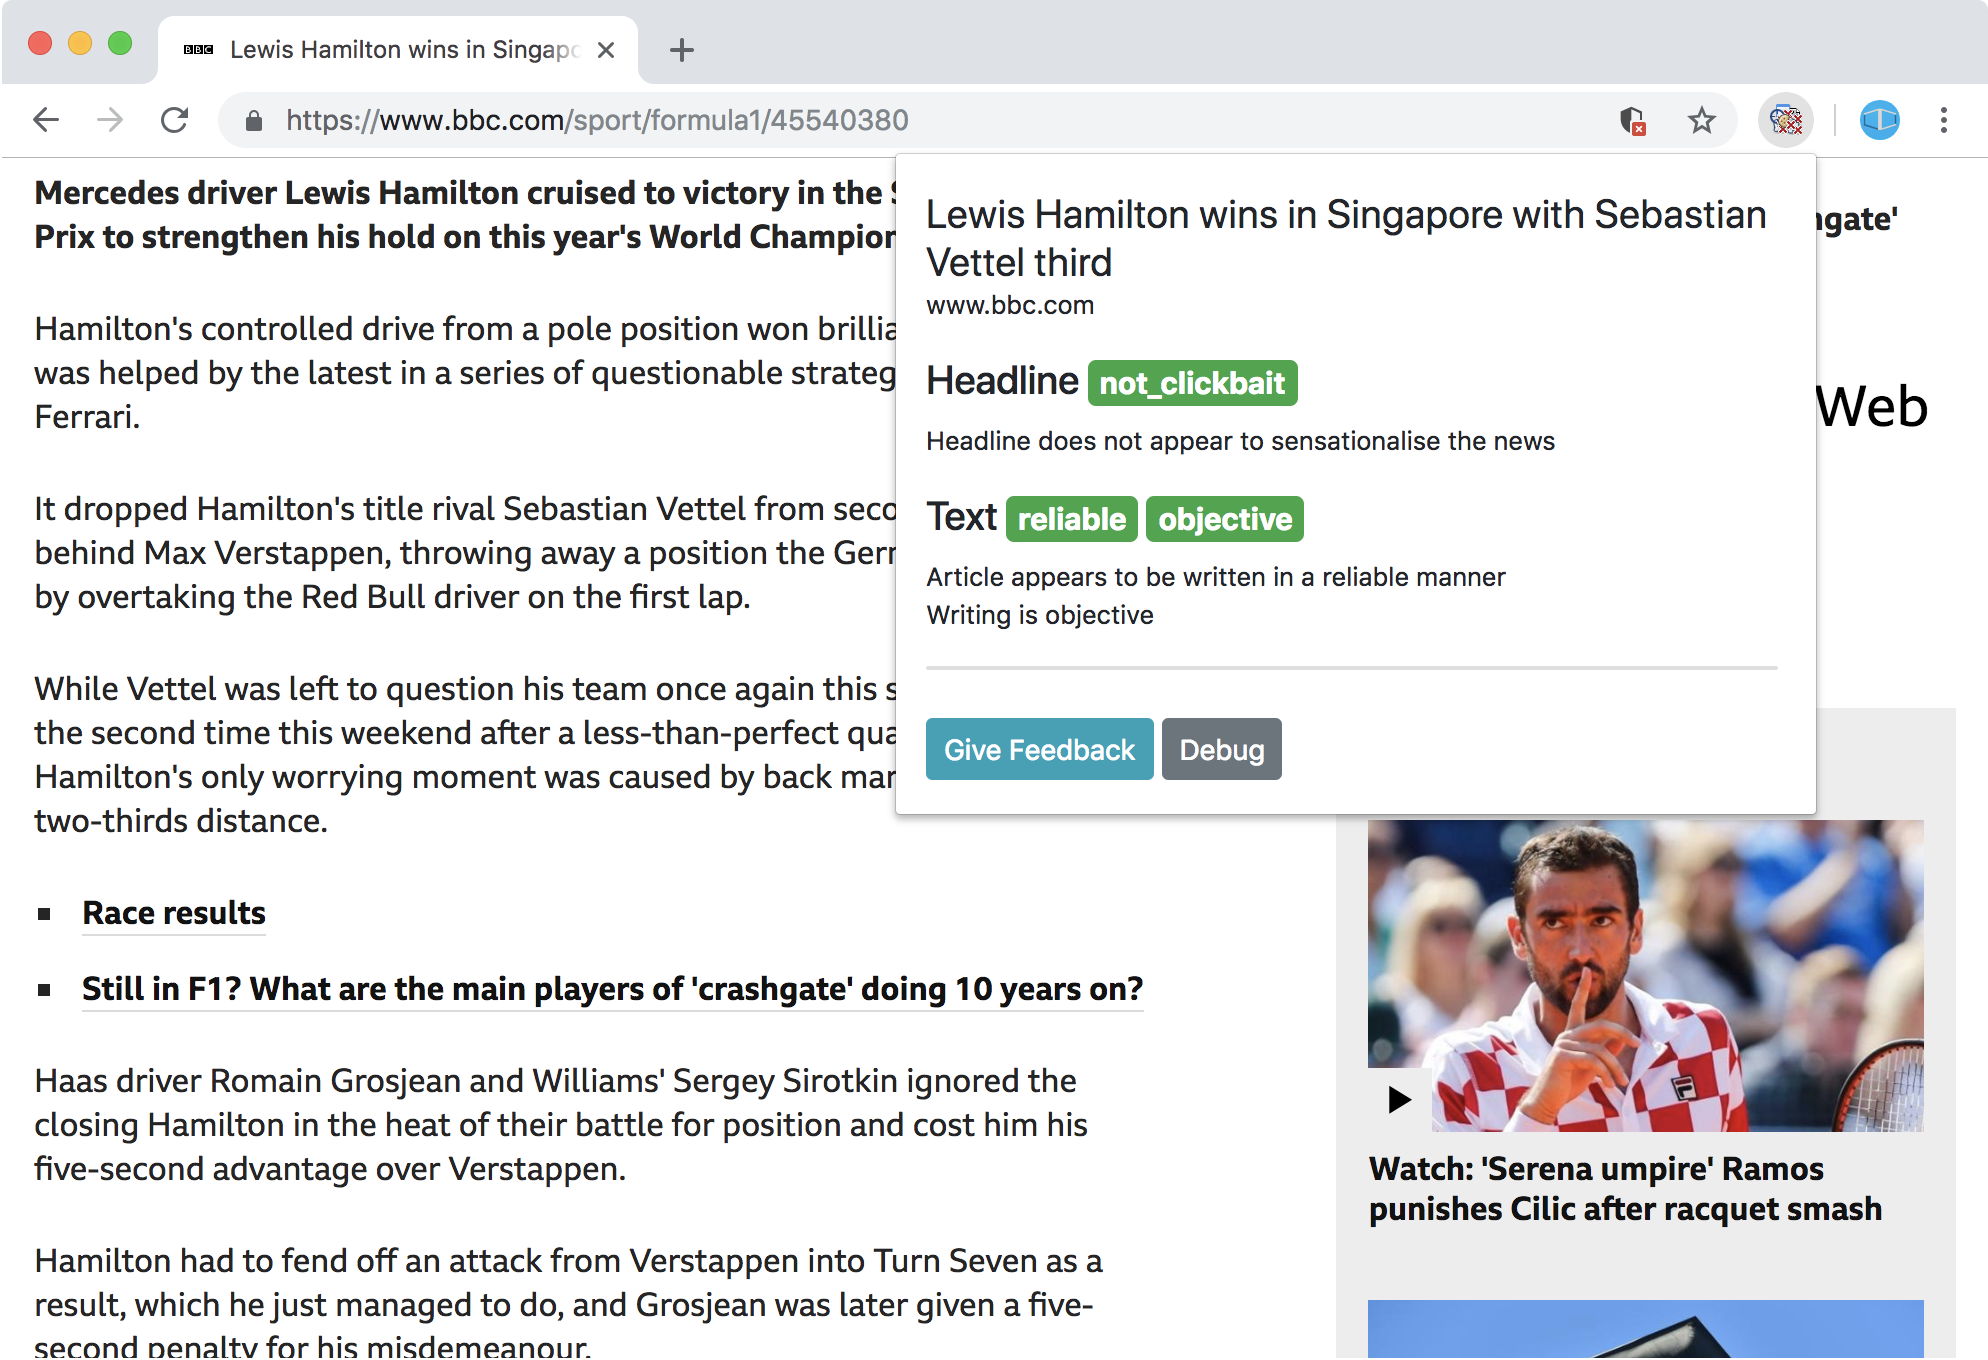 BBC Lewis Hamilton wins in Singap
https://www.bbc.com/sport/formula1/45540380
Mercedes driver Lewis Hamilton cruised to victory in the
Prix to strengthen his hold on this year's World Champion
Hamilton's controlled drive from a pole position won brillia
was helped by the latest in a series of questionable strateg
Ferrari.
It dropped Hamilton's title rival Sebastian Vettel from seco
behind Max Verstappen, throwing away a position the Ger
by overtaking the Red Bull driver on the first lap.
While Vettel was left to question his team once again this s
the second time this weekend after a less-than-perfect qua
Hamilton's only worrying moment was caused by back mar
two-thirds distance.
Race results
Still in F1? What are the main players of 'crashgate' doing 10 years on?
Haas driver Romain Grosjean and Williams' Sergey Sirotkin ignored the
closing Hamilton in the heat of their battle for position and cost him his
five-second advantage over Verstappen.
Hamilton had to fend off an attack from Verstappen into Turn Seven as a
result, which he just managed to do, and Grosjean was later given a five-
second penalty for his misdemeanour.
Lewis Hamilton wins in Singapore with Sebastian
Vettel third
www.bbc.com
Headline not_clickbait
Headline does not appear to sensationalise the news
Text reliable objective
Article appears to be written in a reliable manner
Writing is objective
Give Feedback Debug
ngate'
Web
Watch: 'Serena umpire' Ramos
punishes Cilic after racquet smash